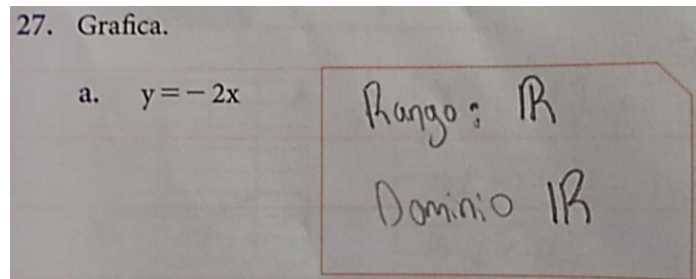 27. Grafica.
a. y = – 2x
Rango: ℝ
Dominio ℝ